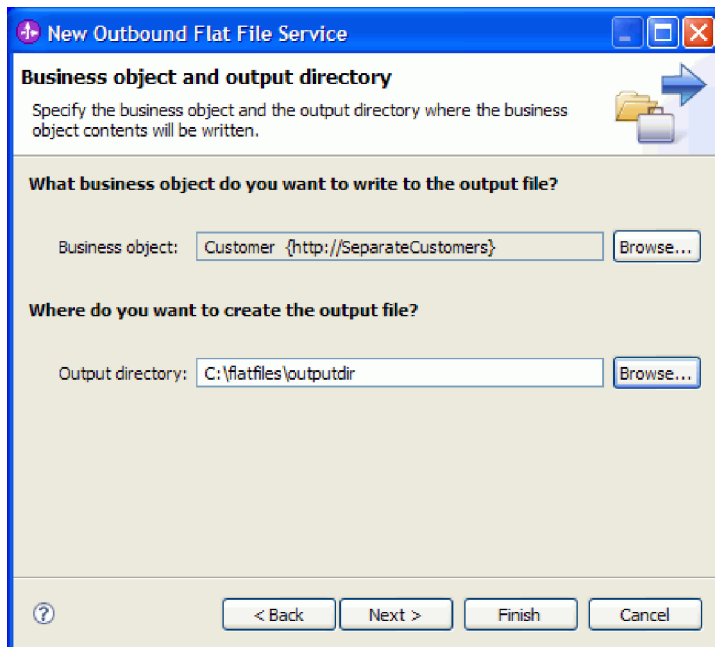 New Outbound Flat File Service
Business object and output directory
Specify the business object and the output directory where the business
object contents will be written.
What business object do you want to write to the output file?
Business object: Customer {http://SeparateCustomers} Browse...
Where do you want to create the output file?
Output directory: C:\flatfiles\outputdir Browse...
? < Back Next > Finish Cancel